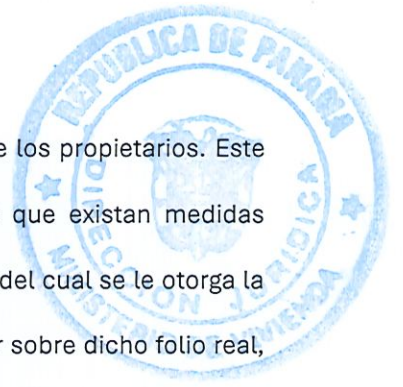 REPUBLICA DE PANAMA
e los propietarios. Este
que existan medidas
del cual se le otorga la
r sobre dicho folio real,
DIRECCION JURIDICA
MINISTERIO DE VIVIENDA